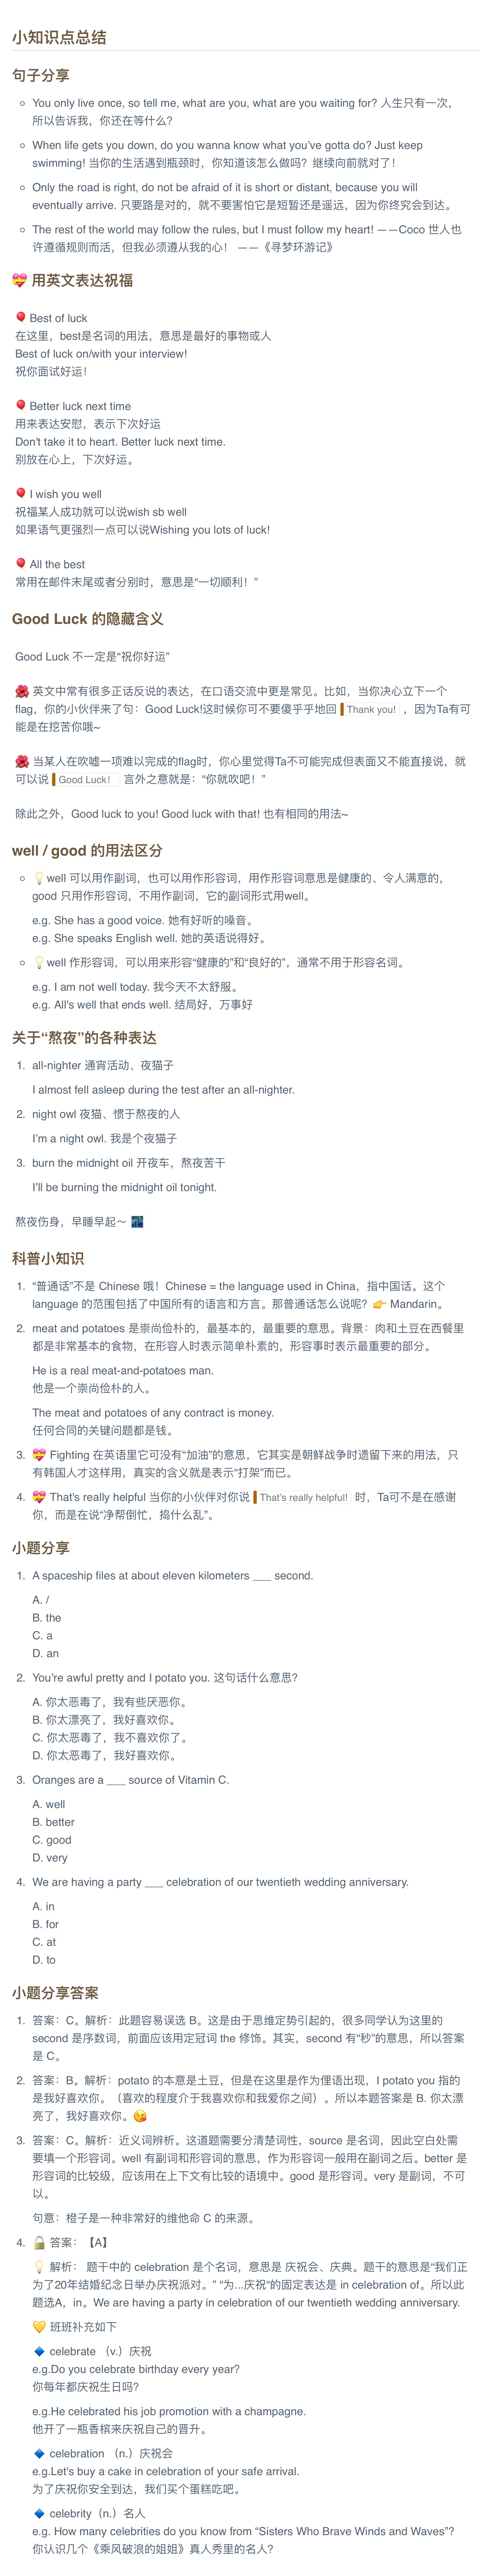 小知识点总结
句子分享
You only live once, so tell me, what are you, what are you waiting for? 人生只有一次，
所以告诉我，你还在等什么？
When life gets you down, do you wanna know what you've gotta do? Just keep
swimming! 当你的生活遇到瓶颈时，你知道该怎么做吗？继续向前就对了！
Only the road is right, do not be afraid of it is short or distant, because you will
eventually arrive. 只要路是对的，就不要害怕它是短暂还是遥远，因为你终究会到达。
The rest of the world may follow the rules, but I must follow my heart! ——Coco 世人也
许遵循规则而活，但我必须遵从我的心！ ——《寻梦环游记》
💝 用英文表达祝福
🎈Best of luck
在这里，best是名词的用法，意思是最好的事物或人
Best of luck on/with your interview!
祝你面试好运！
🎈Better luck next time
用来表达安慰，表示下次好运
Don't take it to heart. Better luck next time.
别放在心上，下次好运。
🎈I wish you well
祝福某人成功就可以说wish sb well
如果语气更强烈一点可以说Wishing you lots of luck!
🎈All the best
常用在邮件末尾或者分别时，意思是“一切顺利！”
Good Luck 的隐藏含义
Good Luck 不一定是“祝你好运”
🌺 英文中常有很多正话反说的表达，在口语交流中更是常见。比如，当你决心立下一个
flag，你的小伙伴来了句：Good Luck!这时候你可不要傻乎乎地回 Thank you! ，因为Ta有可
能是在挖苦你哦~
🌺 当某人在吹嘘一项难以完成的flag时，你心里觉得Ta不可能完成但表面又不能直接说，就
可以说 Good Luck！ 言外之意就是：“你就吹吧！”
除此之外，Good luck to you! Good luck with that! 也有相同的用法~
well / good 的用法区分
💡well 可以用作副词，也可以用作形容词，用作形容词意思是健康的、令人满意的，
good 只用作形容词，不用作副词，它的副词形式用well。
e.g. She has a good voice. 她有好听的嗓音。
e.g. She speaks English well. 她的英语说得好。
💡well 作形容词，可以用来形容“健康的”和“良好的”，通常不用于形容名词。
e.g. I am not well today. 我今天不太舒服。
e.g. All's well that ends well. 结局好，万事好
关于“熬夜”的各种表达
1. all-nighter 通宵活动、夜猫子
I almost fell asleep during the test after an all-nighter.
2. night owl 夜猫、惯于熬夜的人
I'm a night owl. 我是个夜猫子
3. burn the midnight oil 开夜车，熬夜苦干
I'll be burning the midnight oil tonight.
熬夜伤身，早睡早起～ 🌃
科普小知识
1. “普通话”不是 Chinese 哦！Chinese = the language used in China，指中国话。这个
language 的范围包括了中国所有的语言和方言。那普通话怎么说呢？👉 Mandarin。
2. meat and potatoes 是崇尚俭朴的，最基本的，最重要的意思。背景：肉和土豆在西餐里
都是非常基本的食物，在形容人时表示简单朴素的，形容事时表示最重要的部分。
He is a real meat-and-potatoes man.
他是一个崇尚俭朴的人。
The meat and potatoes of any contract is money.
任何合同的关键问题都是钱。
3. 💝 Fighting 在英语里它可没有“加油”的意思，它其实是朝鲜战争时遗留下来的用法，只
有韩国人才这样用，真实的含义就是表示“打架”而已。
4. 💝 That's really helpful 当你的小伙伴对你说 That's really helpful! 时，Ta可不是在感谢
你，而是在说“净帮倒忙，捣什么乱”。
小题分享
1. A spaceship files at about eleven kilometers ___ second.
A. /
B. the
C. a
D. an
2. You're awful pretty and I potato you. 这句话什么意思?
A. 你太恶毒了，我有些厌恶你。
B. 你太漂亮了，我好喜欢你。
C. 你太恶毒了，我不喜欢你了。
D. 你太恶毒了，我好喜欢你。
3. Oranges are a ___ source of Vitamin C.
A. well
B. better
C. good
D. very
4. We are having a party ___ celebration of our twentieth wedding anniversary.
A. in
B. for
C. at
D. to
小题分享答案
1. 答案：C。解析：此题容易误选 B。这是由于思维定势引起的，很多同学认为这里的
second 是序数词，前面应该用定冠词 the 修饰。其实，second 有“秒”的意思，所以答案
是 C。
2. 答案：B。解析：potato 的本意是土豆，但是在这里是作为俚语出现，I potato you 指的
是我好喜欢你。（喜欢的程度介于我喜欢你和我爱你之间）。所以本题答案是 B. 你太漂
亮了，我好喜欢你。😘
3. 答案：C。解析：近义词辨析。这道题需要分清楚词性，source 是名词，因此空白处需
要填一个形容词。well 有副词和形容词的意思，作为形容词一般用在副词之后。better 是
形容词的比较级，应该用在上下文有比较的语境中。good 是形容词。very 是副词，不可
以。
句意：橙子是一种非常好的维他命 C 的来源。
4. 🔒 答案：【A】
💡 解析： 题干中的 celebration 是个名词，意思是 庆祝会、庆典。题干的意思是“我们正
为了20年结婚纪念日举办庆祝派对。” “为...庆祝“的固定表达是 in celebration of。所以此
题选A，in。We are having a party in celebration of our twentieth wedding anniversary.
💛 班班补充如下
🔹 celebrate （v.）庆祝
e.g.Do you celebrate birthday every year?
你每年都庆祝生日吗?
e.g.He celebrated his job promotion with a champagne.
他开了一瓶香槟来庆祝自己的晋升。
🔹 celebration （n.）庆祝会
e.g.Let's buy a cake in celebration of your safe arrival.
为了庆祝你安全到达，我们买个蛋糕吃吧。
🔹 celebrity（n.）名人
e.g. How many celebrities do you know from “Sisters Who Brave Winds and Waves”?
你认识几个《乘风破浪的姐姐》真人秀里的名人?